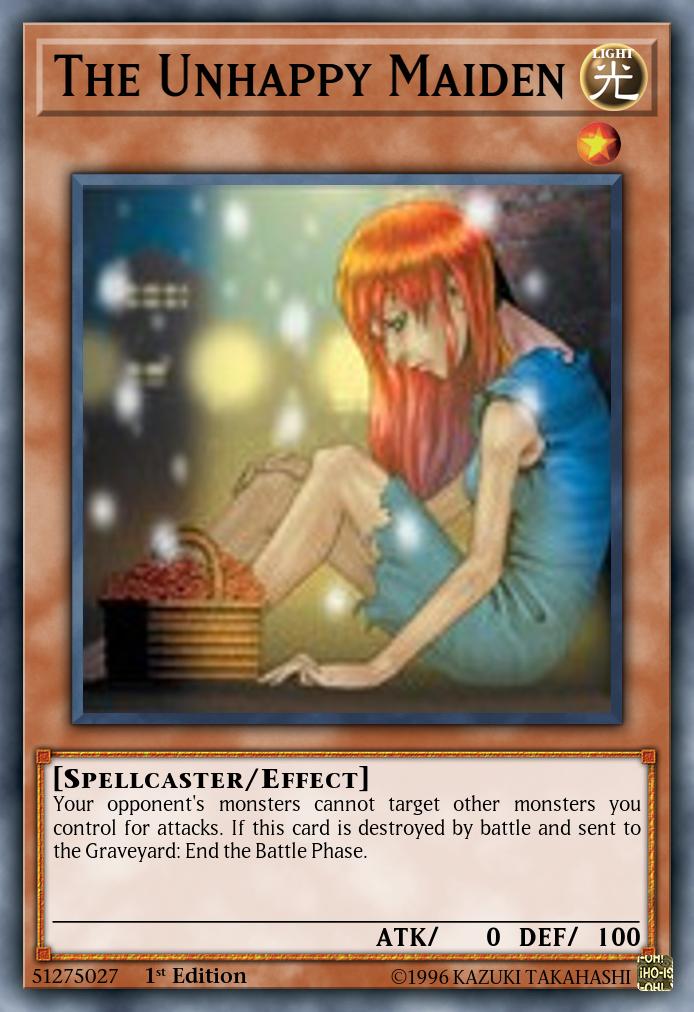 THE UNHAPPY MAIDEN
LIGHT
光
[SPELLCASTER/EFFECT]
Your opponent's monsters cannot target other monsters you
control for attacks. If this card is destroyed by battle and sent to
the Graveyard: End the Battle Phase.
ATK/ 0 DEF/ 100
51275027 1st Edition ©1996 KAZUKI TAKAHASHI